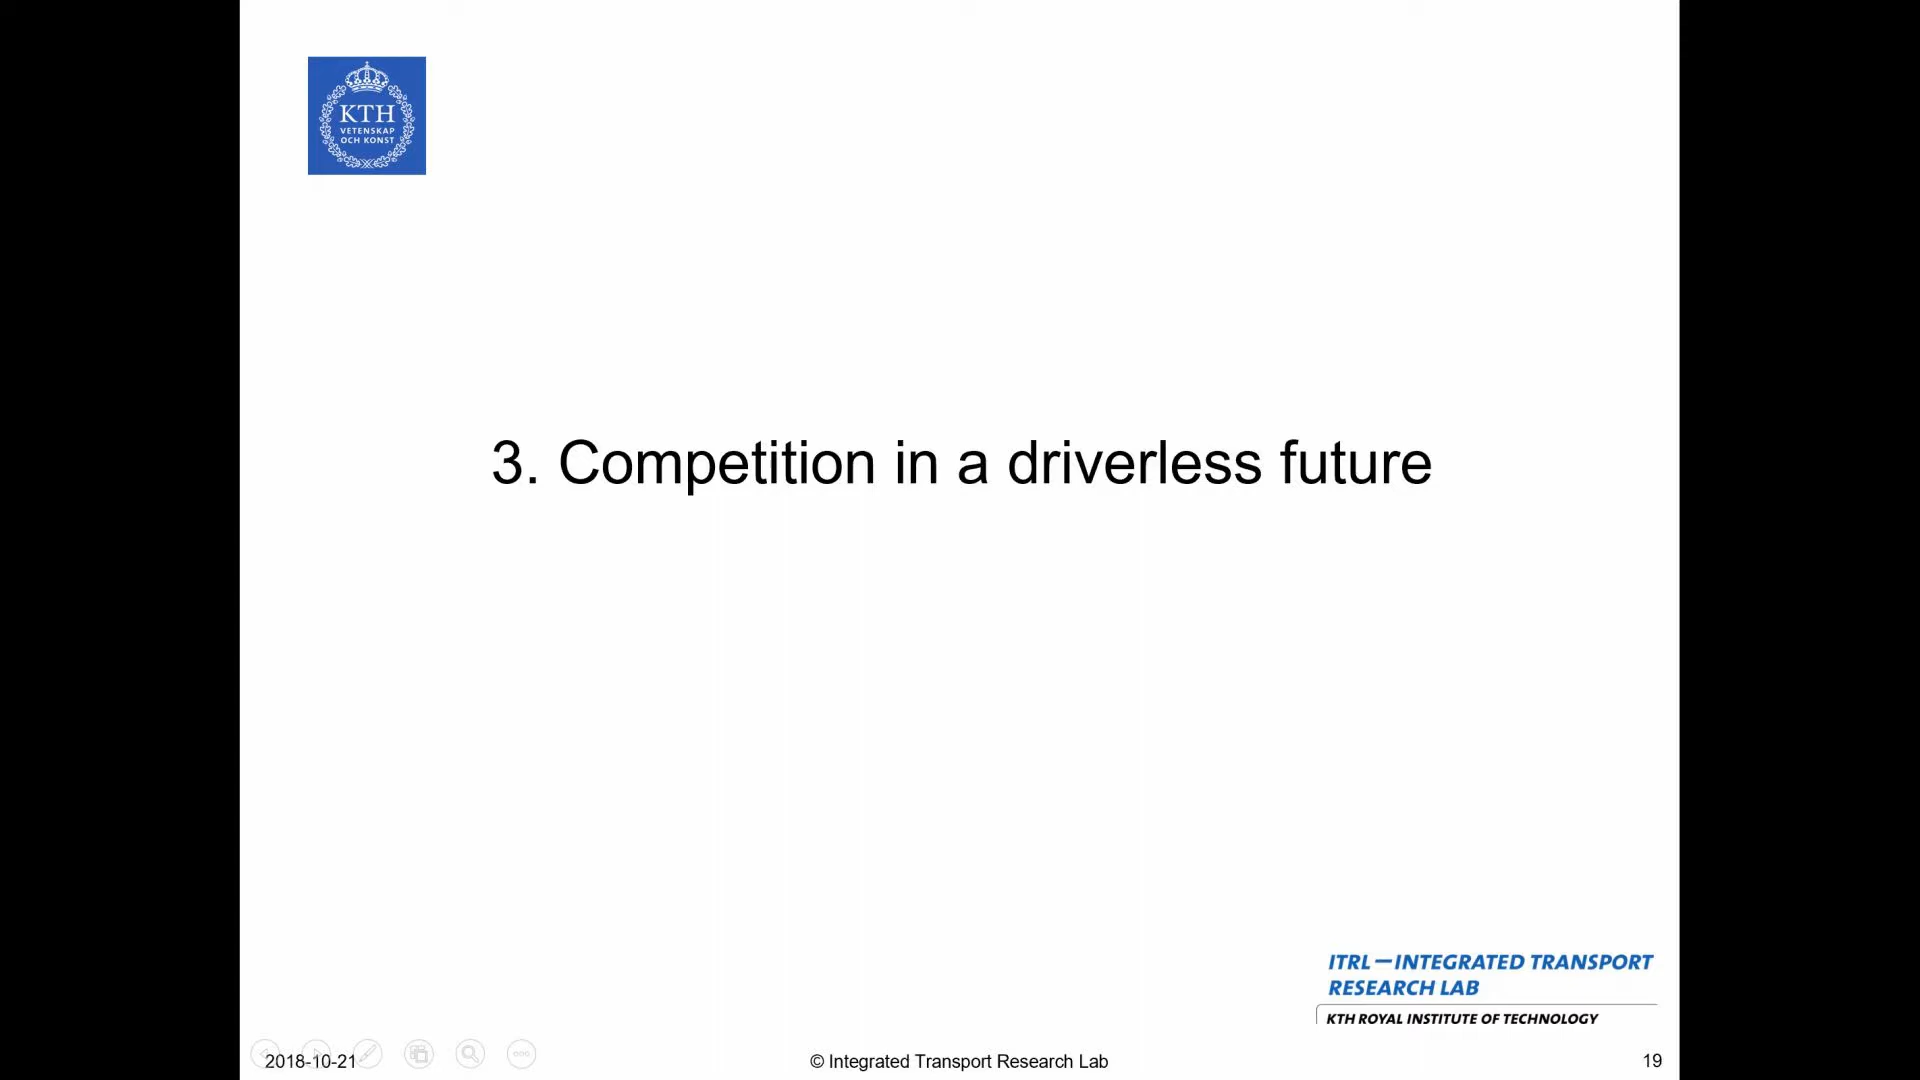 KTH
VETENSKAP
OCH KONST
3. Competition in a driverless future
ITRL – INTEGRATED TRANSPORT
RESEARCH LAB
KTH ROYAL INSTITUTE OF TECHNOLOGY
2018-10-21
© Integrated Transport Research Lab
19